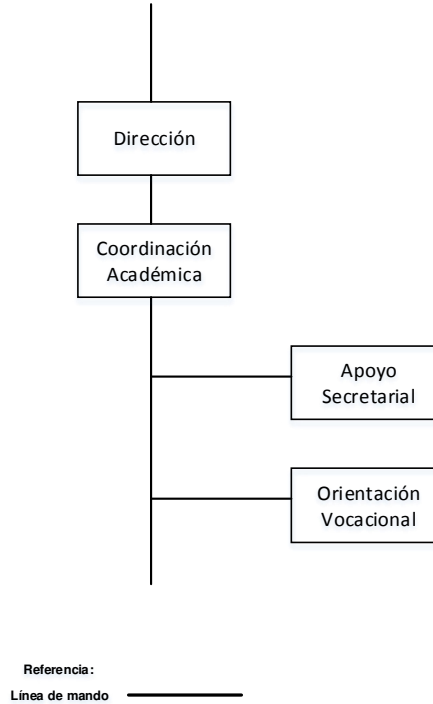 Dirección
Coordinación
Académica
Apoyo
Secretarial
Orientación
Vocacional
Referencia:
Línea de mando